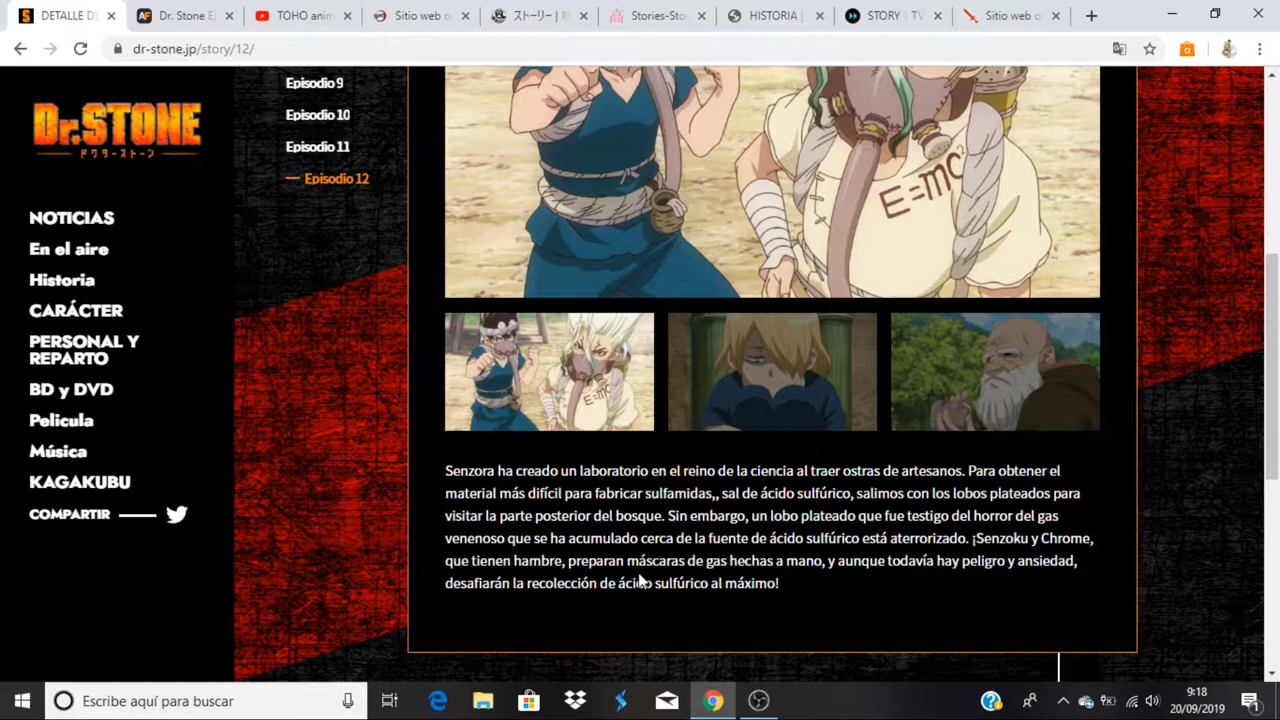 DETALLE DE
Dr. Stone Ep
TOHO anim
Sitio web o
ストーリー |
Stories-Sto
HISTORIA |
STORY | TV
Sitio web o
dr-stone.jp/story/12/
Dr.STONE
ドクターストーン
NOTICIAS
En el aire
Historia
CARÁCTER
PERSONAL Y
REPARTO
BD y DVD
Pelicula
Música
KAGAKUBU
COMPARTIR
Episodio 9
Episodio 10
Episodio 11
Episodio 12
E=mc²
Senzora ha creado un laboratorio en el reino de la ciencia al traer ostras de artesanos. Para obtener el
material más difícil para fabricar sulfamidas,, sal de ácido sulfúrico, salimos con los lobos plateados para
visitar la parte posterior del bosque. Sin embargo, un lobo plateado que fue testigo del horror del gas
venenoso que se ha acumulado cerca de la fuente de ácido sulfúrico está aterrorizado. ¡Senzoku y Chrome,
que tienen hambre, preparan máscaras de gas hechas a mano, y aunque todavía hay peligro y ansiedad,
desafiarán la recolección de ácido sulfúrico al máximo!
Escribe aquí para buscar
9:18
20/09/2019